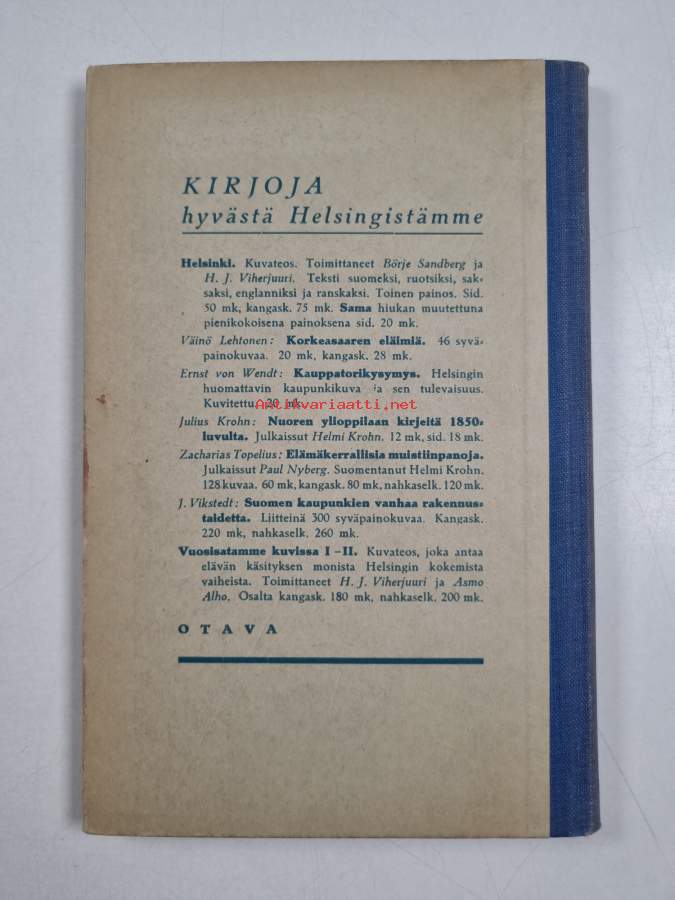 KIRJOJA
hyvästä Helsingistämme
Helsinki. Kuvateos. Toimittaneet Börje Sandberg ja
H. J. Viherjuuri. Teksti suomeksi, ruotsiksi, sak-
saksi, englanniksi ja ranskaksi. Toinen painos. Sid.
50 mk, kangask. 75 mk. Sama hiukan muutettuna
pienikokoisena painoksena sid. 20 mk.
Väinö Lehtonen: Korkeasaaren eläimiä. 46 syvä-
painokuvaa. 20 mk, kangask. 28 mk.
Ernst von Wendt: Kauppatorikysymys. Helsingin
huomattavin kaupunkikuva ja sen tulevaisuus.
Kuvitettu. 20 mk.
Antikvariaatti.net
Julius Krohn: Nuoren ylioppilaan kirjeitä 1850-
luvulta. Julkaissut Helmi Krohn. 12 mk, sid. 18 mk.
Zacharias Topelius: Elämäkerrallisia muistiinpanoja.
Julkaissut Paul Nyberg. Suomentanut Helmi Krohn.
128 kuvaa. 60 mk, kangask. 80 mk, nahkaselk. 120 mk.
J. Vikstedt: Suomen kaupunkien vanhaa rakennus-
taidetta. Liitteinä 300 syväpainokuvaa. Kangask.
220 mk, nahkaselk. 260 mk.
Vuosisatamme kuvissa I-II. Kuvateos, joka antaa
elävän käsityksen monista Helsingin kokemista
vaiheista. Toimittaneet H. J. Viherjuuri ja Asmo
Alho. Osalta kangask. 180 mk, nahkaselk. 200 mk.
OTAVA